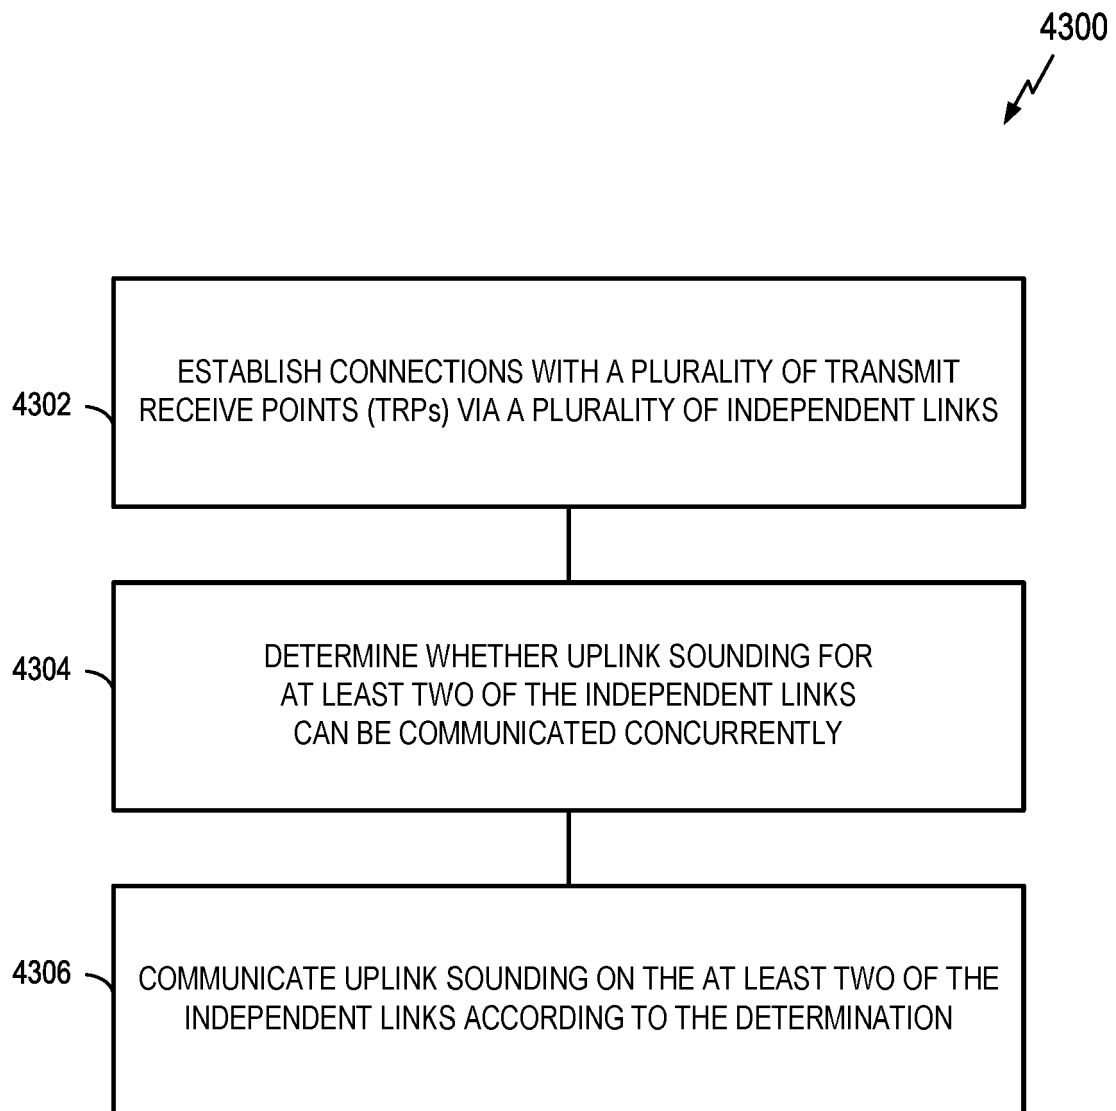 4300
4302
ESTABLISH CONNECTIONS WITH A PLURALITY OF TRANSMIT
RECEIVE POINTS (TRPs) VIA A PLURALITY OF INDEPENDENT LINKS
4304
DETERMINE WHETHER UPLINK SOUNDING FOR
AT LEAST TWO OF THE INDEPENDENT LINKS
CAN BE COMMUNICATED CONCURRENTLY
4306
COMMUNICATE UPLINK SOUNDING ON THE AT LEAST TWO OF THE
INDEPENDENT LINKS ACCORDING TO THE DETERMINATION